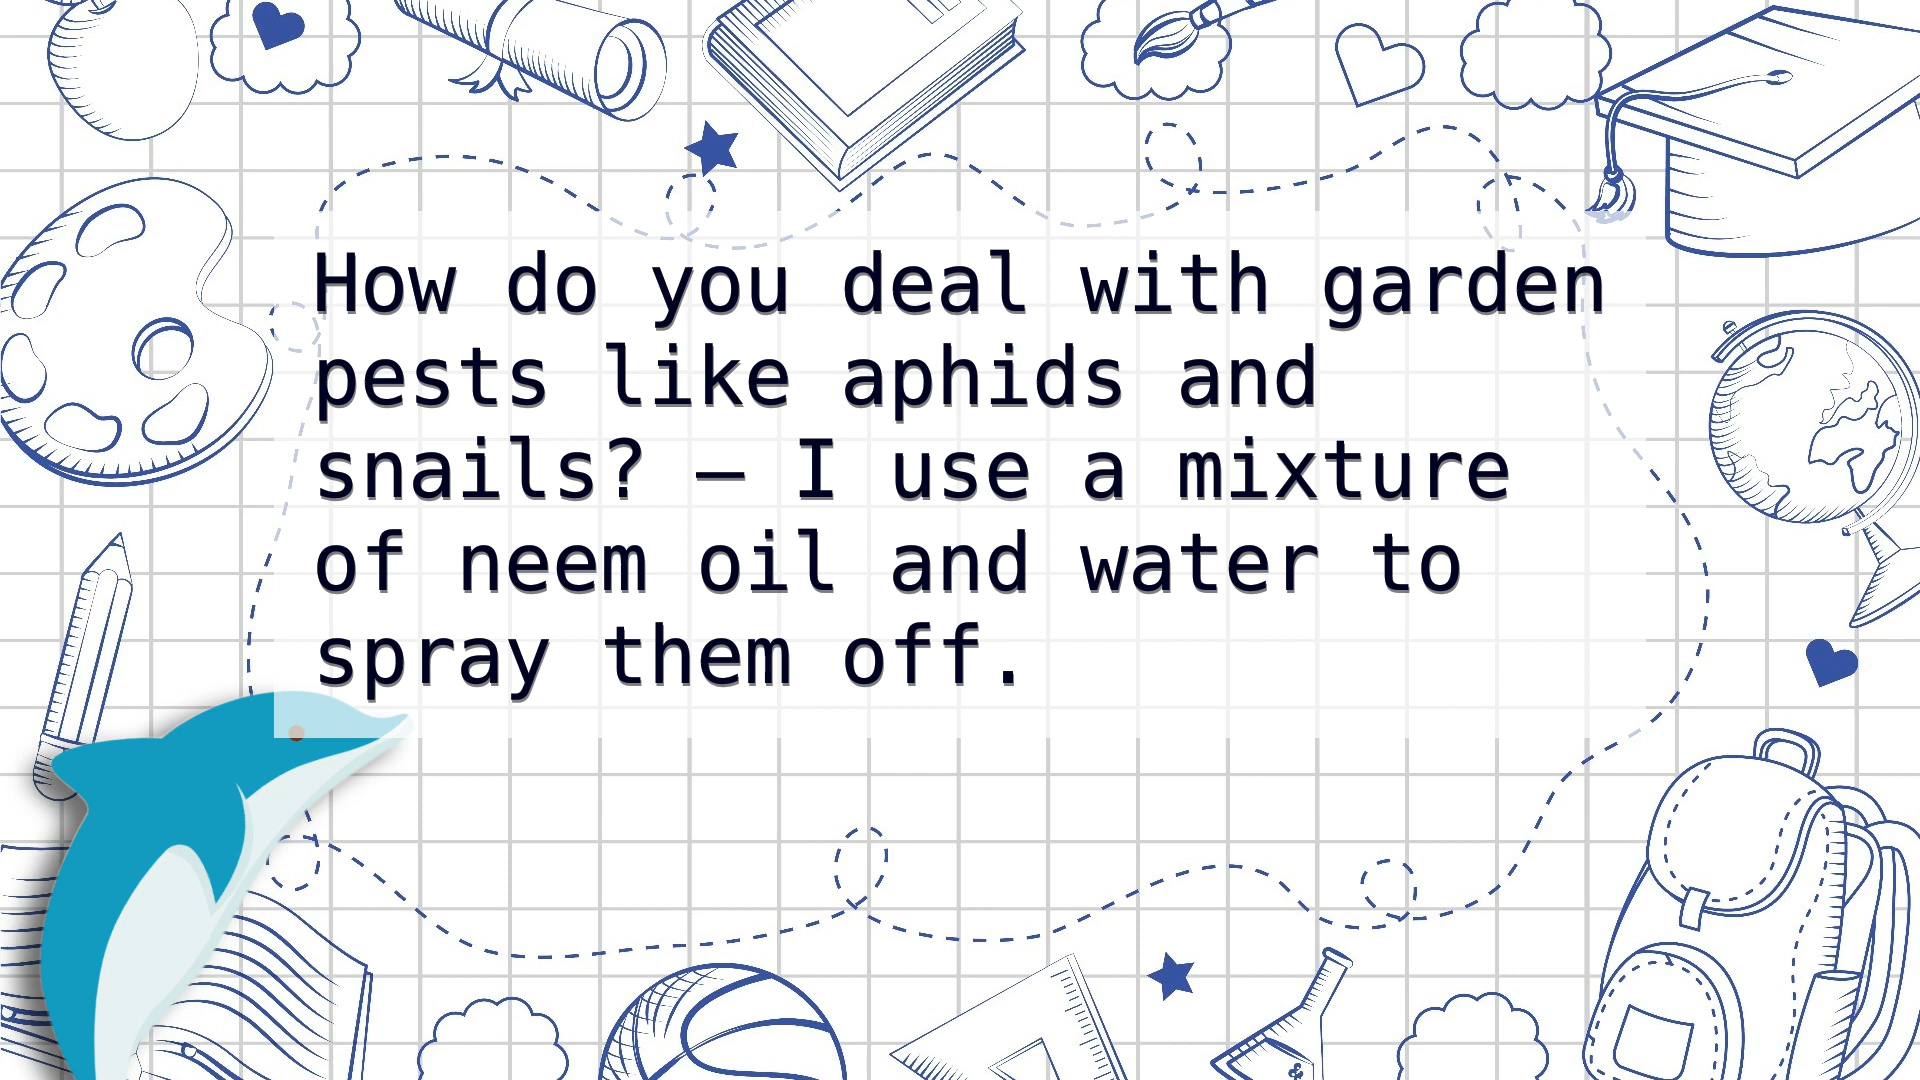 How do you deal with garden
pests like aphids and
snails? – I use a mixture
of neem oil and water to
spray them off.